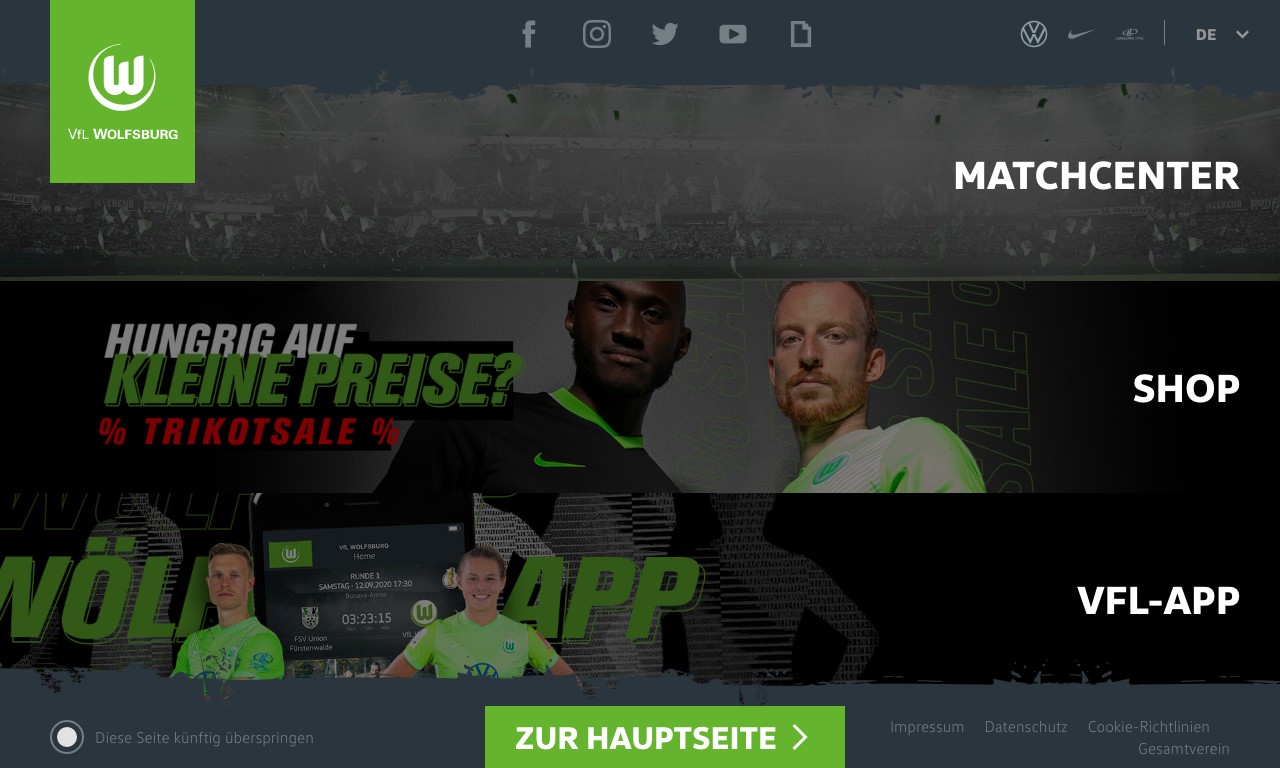 VfL WOLFSBURG
DE
MATCHCENTER
HUNGRIG AUF
KLEINE PREISE?
% TRIKOTSALE %
SHOP
VfL WOLFSBURG
Home
RUNDE 1
SAMSTAG - 12.09.2020 17:30
Bonava-Arena
03:23:15
FSV Union
Fürstenwalde
APP
VFL-APP
Diese Seite künftig überspringen
ZUR HAUPTSEITE
Impressum Datenschutz Cookie-Richtlinien
Gesamtverein